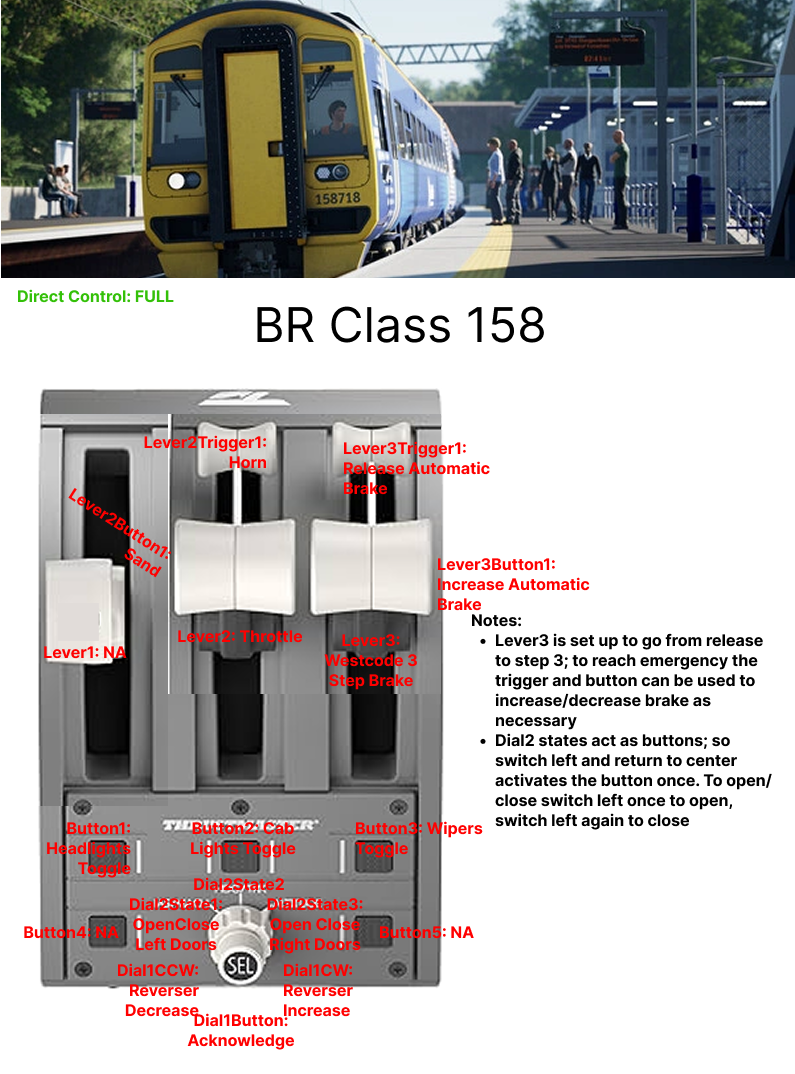 158718
Direct Control: FULL
BR Class 158
Lever2Trigger1:
Horn
Lever3Trigger1:
Release Automatic
Brake
Lever2Button1:
Sand
Lever3Button1:
Increase Automatic
Brake
Lever1: NA
Lever2: Throttle
Lever3:
Westcode 3
Step Brake
Notes:
• Lever3 is set up to go from release
to step 3; to reach emergency the
trigger and button can be used to
increase/decrease brake as
necessary
• Dial2 states act as buttons; so
switch left and return to center
activates the button once. To open/
close switch left once to open,
switch left again to close
Button1:
Headlights
Toggle
Button2: Cab
Lights Toggle
Button3: Wipers
Toggle
Dial2State2
Dial2State1:
OpenClose
Left Doors
Dial2State3:
Open Close
Right Doors
Button4: NA
Button5: NA
SEL
Dial1CCW:
Reverser
Decrease
Dial1CW:
Reverser
Increase
Dial1Button:
Acknowledge